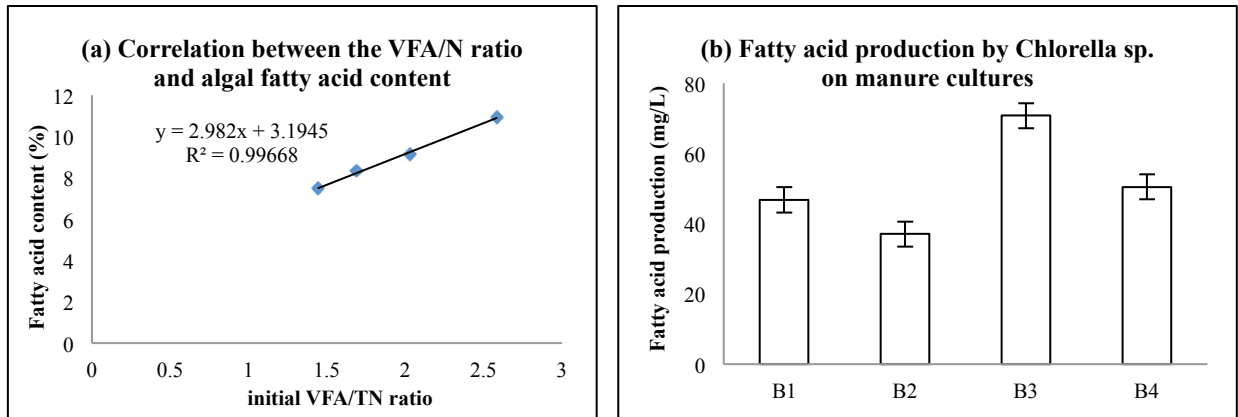 (a) Correlation between the VFA/N ratio
and algal fatty acid content
Fatty acid content (%)
12
10
8
6
4
2
0
y = 2.982x + 3.1945
R² = 0.99668
0 0.5 1 1.5 2 2.5 3
initial VFA/TN ratio
(b) Fatty acid production by Chlorella sp.
on manure cultures
Fatty acid production (mg/L)
80
60
40
20
0
B1 B2 B3 B4